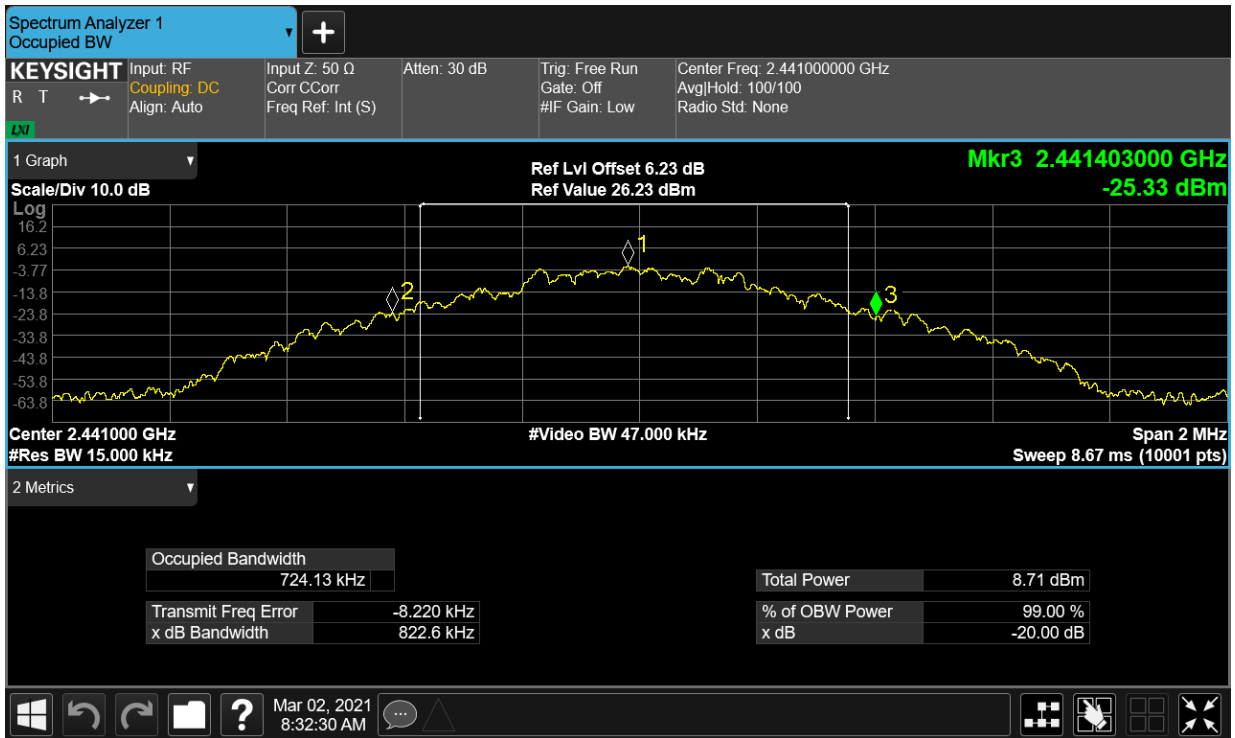 Spectrum Analyzer 1
Occupied BW
KEYSIGHT
R T
LXI
Input: RF
Coupling: DC
Align: Auto
Input Z: 50 Ω
Corr CCorr
Freq Ref: Int (S)
Atten: 30 dB
Trig: Free Run
Gate: Off
#IF Gain: Low
Center Freq: 2.441000000 GHz
Avg|Hold: 100/100
Radio Std: None
1 Graph
Scale/Div 10.0 dB
Ref Lvl Offset 6.23 dB
Ref Value 26.23 dBm
Mkr3 2.441403000 GHz
-25.33 dBm
Log
16.2
6.23
-3.77
-13.8
-23.8
-33.8
-43.8
-53.8
-63.8
1
2
3
Center 2.441000 GHz
#Res BW 15.000 kHz
#Video BW 47.000 kHz
Span 2 MHz
Sweep 8.67 ms (10001 pts)
2 Metrics
Occupied Bandwidth
724.13 kHz
Transmit Freq Error -8.220 kHz
x dB Bandwidth 822.6 kHz
Total Power 8.71 dBm
% of OBW Power 99.00 %
x dB -20.00 dB
?
Mar 02, 2021
8:32:30 AM